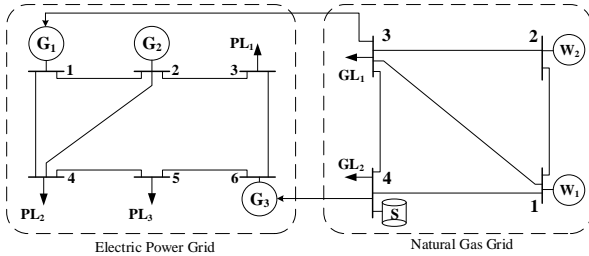 G1 G2 PL1
1 2 3
4 5 6
PL2 PL3 G3
Electric Power Grid
3 2 W2
GL1
GL2 4
S 1 W1
Natural Gas Grid